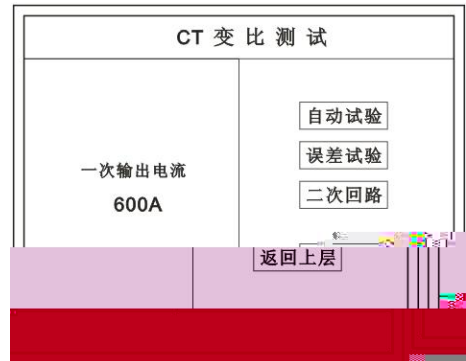 CT 变比测试
自动试验
误差试验
一次输出电流
二次回路
600A
返回上层